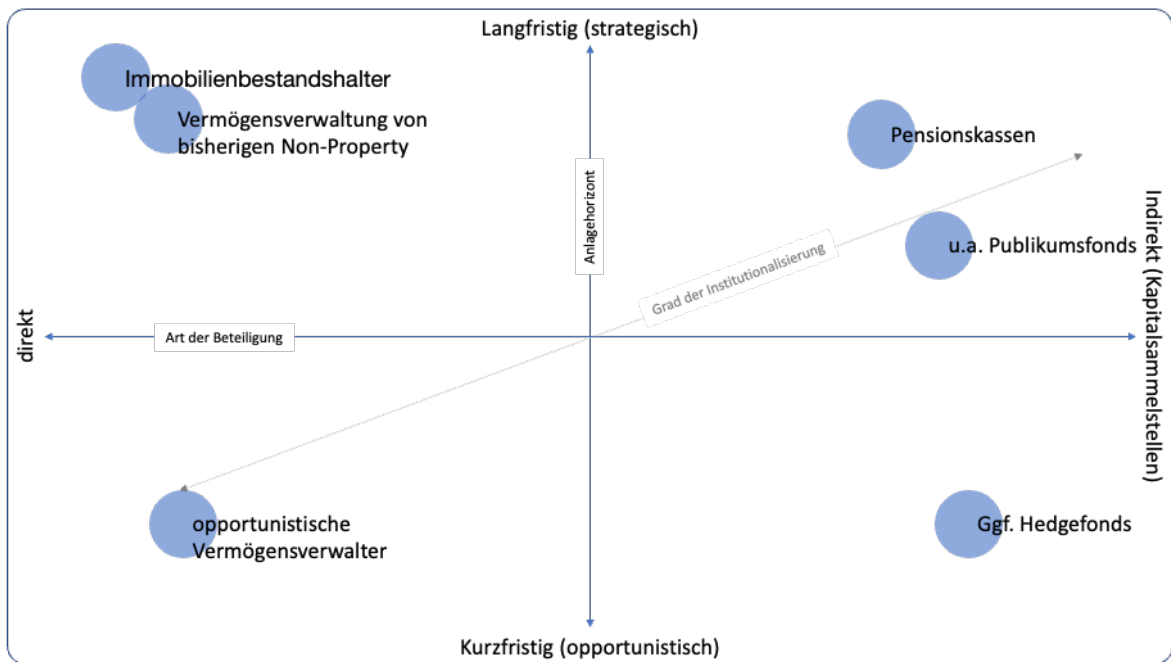 Langfristig (strategisch)
Immobilienbestandshalter
Vermögensverwaltung von
bisherigen Non-Property
Pensionskassen
Anlagehorizont
u.a. Publikumsfonds
Grad der Institutionalisierung
direkt
Art der Beteiligung
Indirekt (Kapitalsammelstellen)
opportunistische
Vermögensverwalter
Ggf. Hedgefonds
Kurzfristig (opportunistisch)